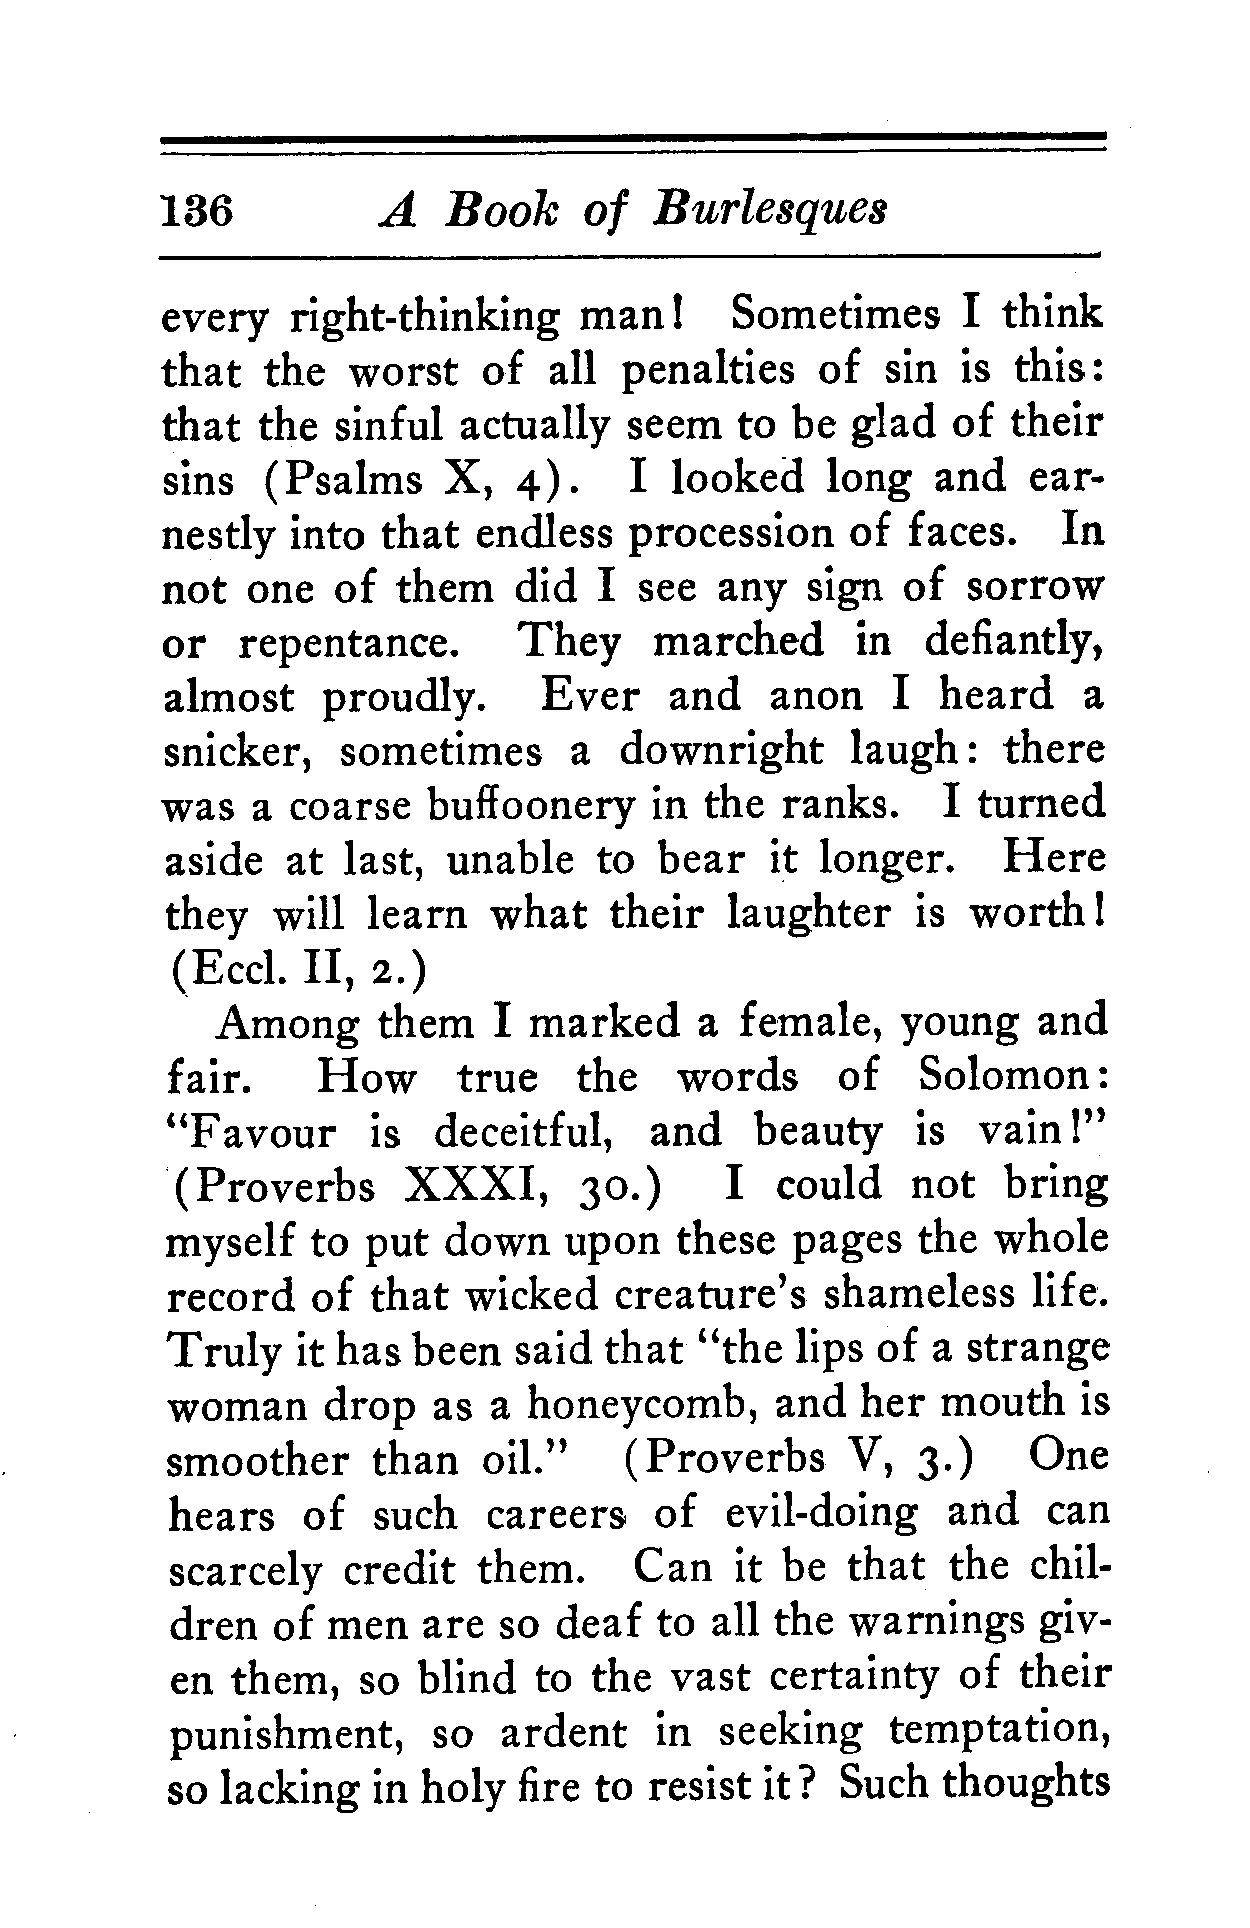 136 A Book of Burlesques
every right-thinking man! Sometimes I think
that the worst of all penalties of sin is this:
that the sinful actually seem to be glad of their
sins (Psalms X, 4). I looked long and ear-
nestly into that endless procession of faces. In
not one of them did I see any sign of sorrow
or repentance. They marched in defiantly,
almost proudly. Ever and anon I heard a
snicker, sometimes a downright laugh: there
was a coarse buffoonery in the ranks. I turned
aside at last, unable to bear it longer. Here
they will learn what their laughter is worth!
(Eccl. II, 2.)
Among them I marked a female, young and
fair. How true the words of Solomon:
“Favour is deceitful, and beauty is vain!”
(Proverbs XXXI, 30.) I could not bring
myself to put down upon these pages the whole
record of that wicked creature’s shameless life.
Truly it has been said that “the lips of a strange
woman drop as a honeycomb, and her mouth is
smoother than oil.” (Proverbs V, 3.) One
hears of such careers of evil-doing and can
scarcely credit them. Can it be that the chil-
dren of men are so deaf to all the warnings giv-
en them, so blind to the vast certainty of their
punishment, so ardent in seeking temptation,
so lacking in holy fire to resist it? Such thoughts